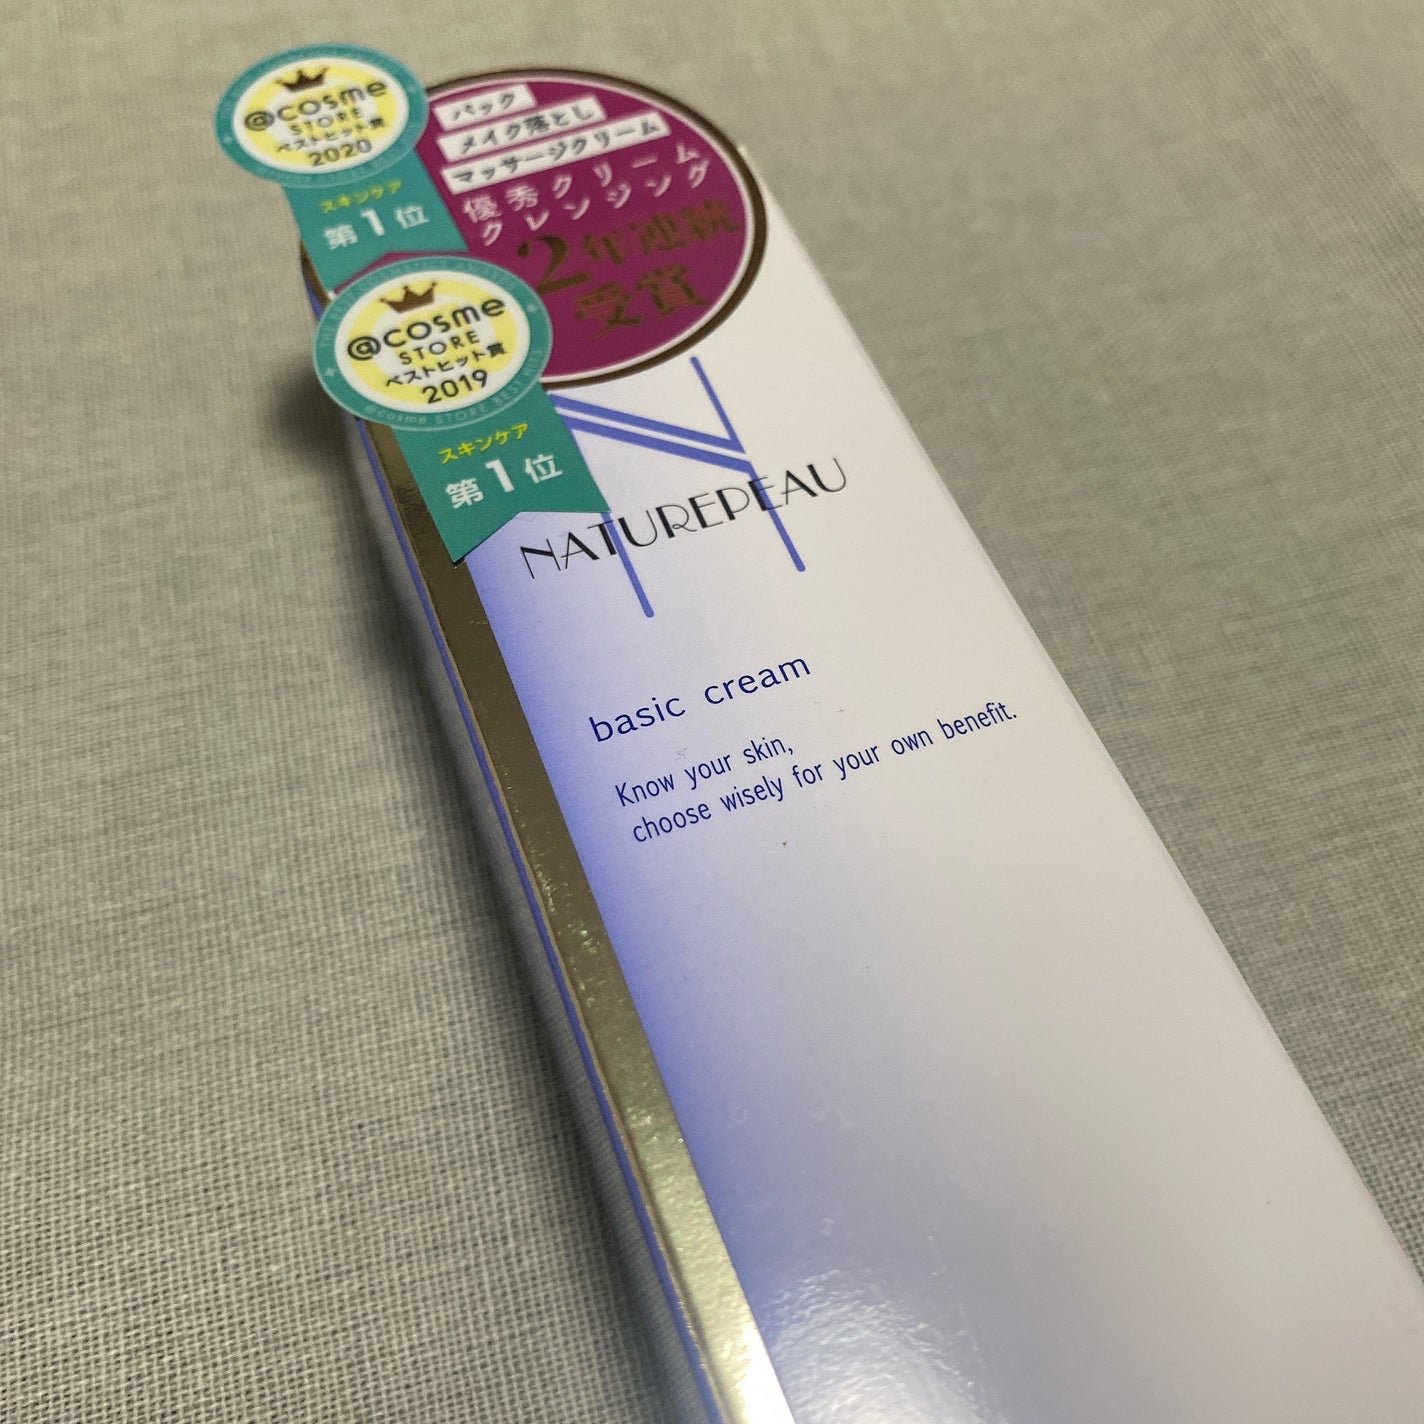 @cosme
STORE
ベストヒット賞
2020
スキンケア
第1位
パック
メイク落とし
マッサージクリーム
優秀クリーム
クレンジング
2年連続
受賞
@cosme
STORE
ベストヒット賞
2019
@cosme STORE BEST HITS
スキンケア
第1位
NATUREPEAU
basic cream
Know your skin,
choose wisely for your own benefit.